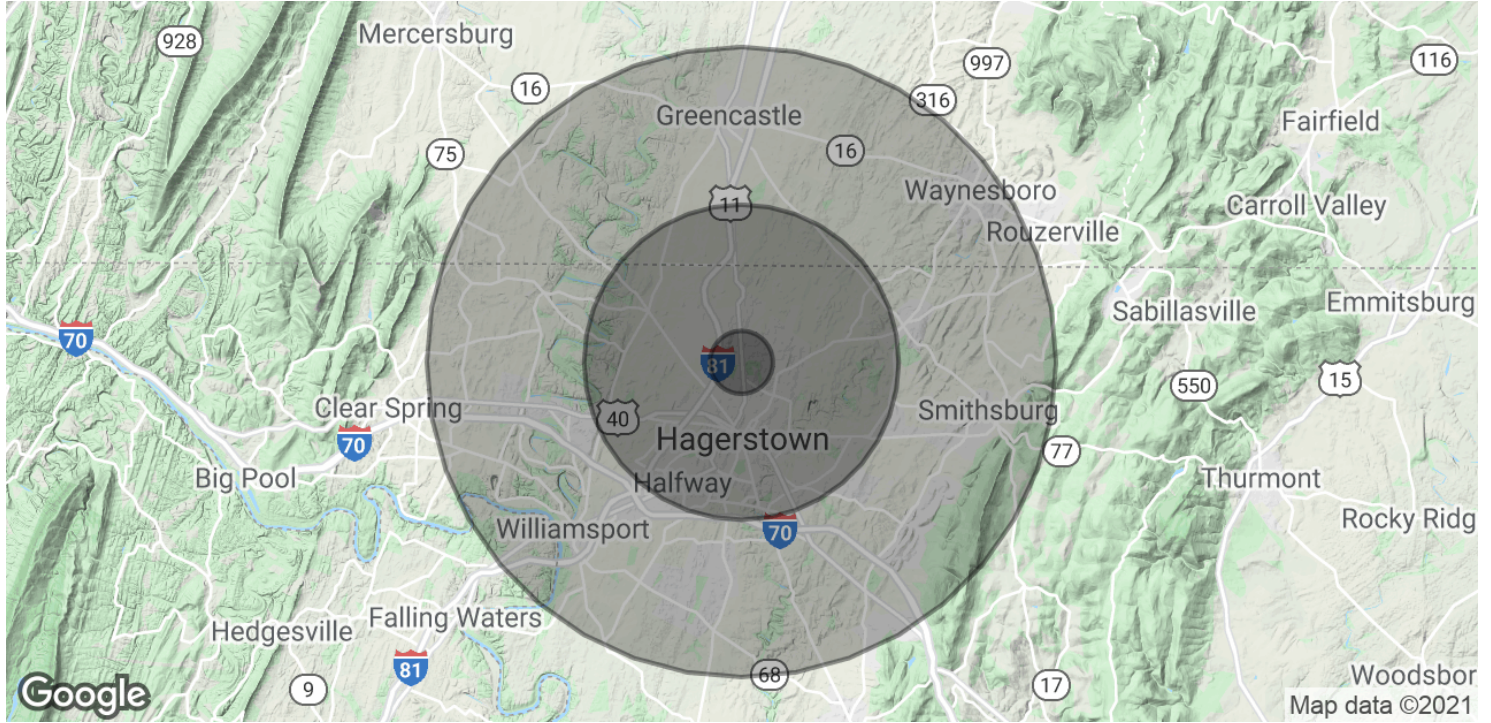 928
Mercersburg
16
997
116
316
Greencastle
Fairfield
75
16
Waynesboro
11
Carroll Valley
Rouzerville
Sabillasville
Emmitsburg
70
81
15
550
Clear Spring
40
Smithsburg
70
Hagerstown
77
Big Pool
Halfway
Thurmont
Williamsport
70
Rocky Ridg
Falling Waters
Hedgesville
81
68
9
17
Woodsbor
Google
Map data ©2021